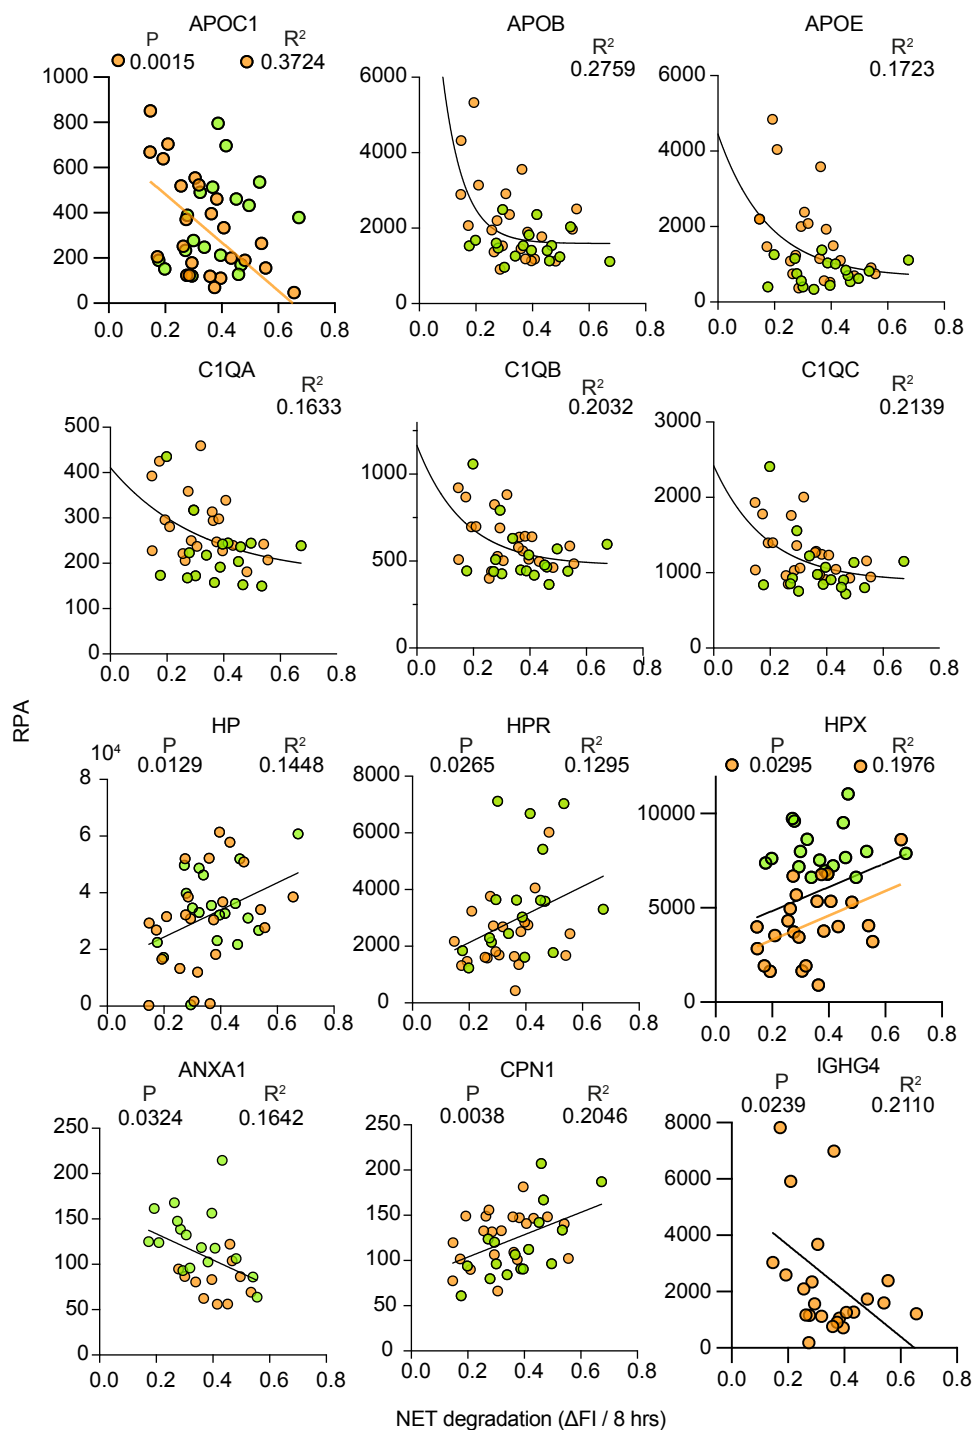 APOC1
P R²
0.0015 0.3724
1000
800
600
400
200
0
0.0 0.2 0.4 0.6 0.8
APOB
R²
0.2759
6000
4000
2000
0
0.0 0.2 0.4 0.6 0.8
APOE
R²
0.1723
6000
4000
2000
0
0.0 0.2 0.4 0.6 0.8
C1QA
R²
0.1633
500
400
300
200
100
0
0.0 0.2 0.4 0.6 0.8
C1QB
R²
0.2032
1000
500
0
0.0 0.2 0.4 0.6 0.8
C1QC
R²
0.2139
3000
2000
1000
0
0.0 0.2 0.4 0.6 0.8
RPA
HP
10⁴ P R²
0.0129 0.1448
8
6
4
2
0
0.0 0.2 0.4 0.6 0.8
HPR
P R²
0.0265 0.1295
8000
6000
4000
2000
0
0.0 0.2 0.4 0.6 0.8
HPX
P R²
0.0295 0.1976
10000
5000
0
0.0 0.2 0.4 0.6 0.8
ANXA1
P R²
0.0324 0.1642
250
200
150
100
50
0
0.0 0.2 0.4 0.6 0.8
CPN1
P R²
0.0038 0.2046
250
200
150
100
50
0
0.0 0.2 0.4 0.6 0.8
IGHG4
P R²
0.0239 0.2110
8000
6000
4000
2000
0
0.0 0.2 0.4 0.6 0.8
NET degradation (ΔFI / 8 hrs)